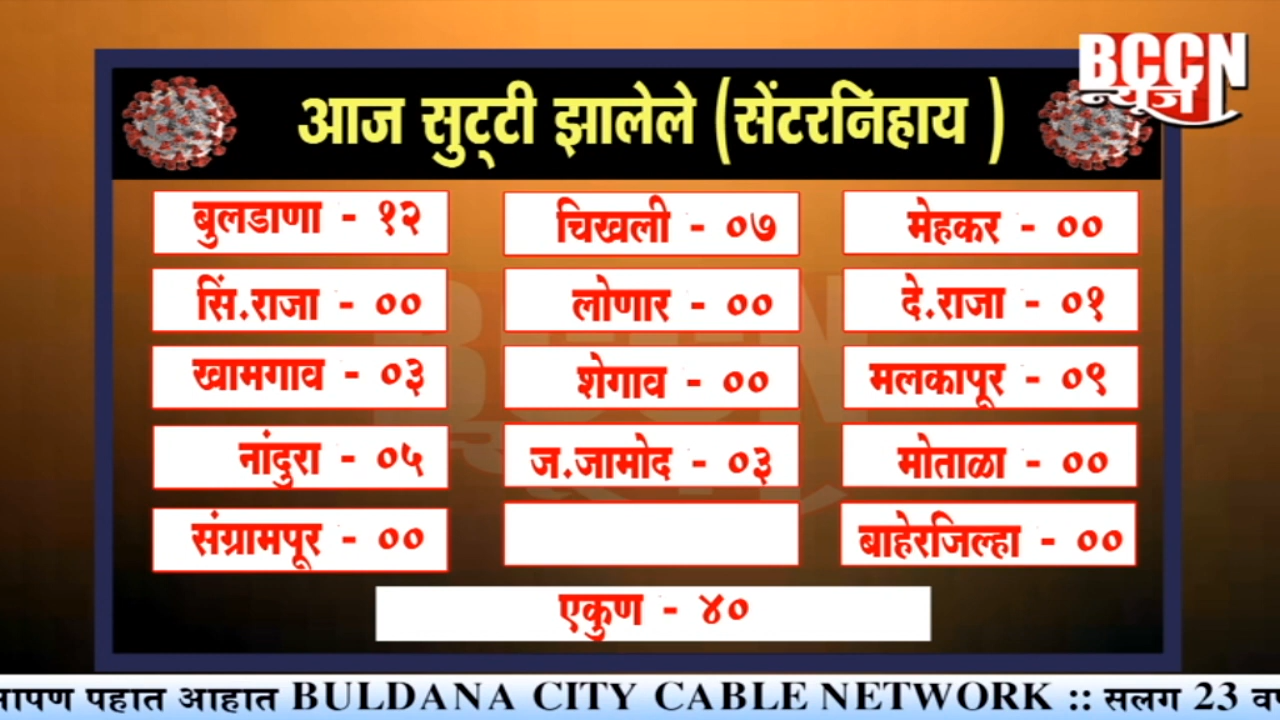 BCCN
न्यूज
आज सुट्टी झालेले (सेंटरनिहाय )
बुलडाणा - १२
चिखली - ०७
मेहकर - ००
सिं.राजा - ००
लोणार - ००
दे.राजा - ०१
खामगाव - ०३
शेगाव - ००
मलकापूर - ०९
नांदुरा - ०५
ज.जामोद - ०३
मोताळा - ००
संग्रामपूर - ००
बाहेरजिल्हा - ००
एकुण - ४०
पहात आहात BULDANA CITY CABLE NETWORK :: सलग 23